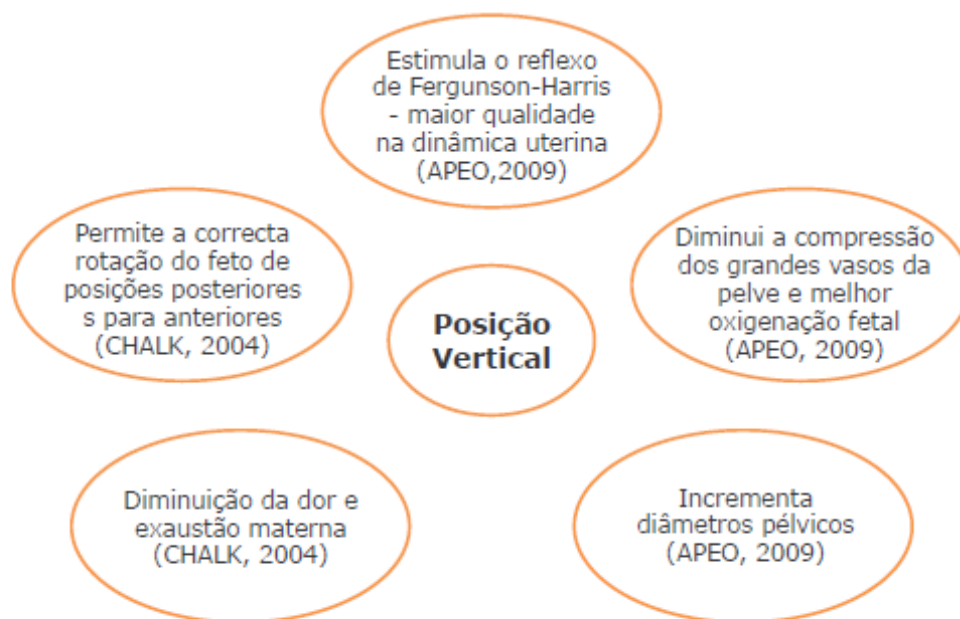 Estimula o reflexo
de Fergunson-Harris
- maior qualidade
na dinâmica uterina
(APEO,2009)
Permite a correcta
rotação do feto de
posições posteriores
s para anteriores
(CHALK, 2004)
Diminui a compressão
dos grandes vasos da
pelve e melhor
oxigenação fetal
(APEO, 2009)
Posição
Vertical
Diminuição da dor e
exaustão materna
(CHALK, 2004)
Incrementa
diâmetros pélvicos
(APEO, 2009)